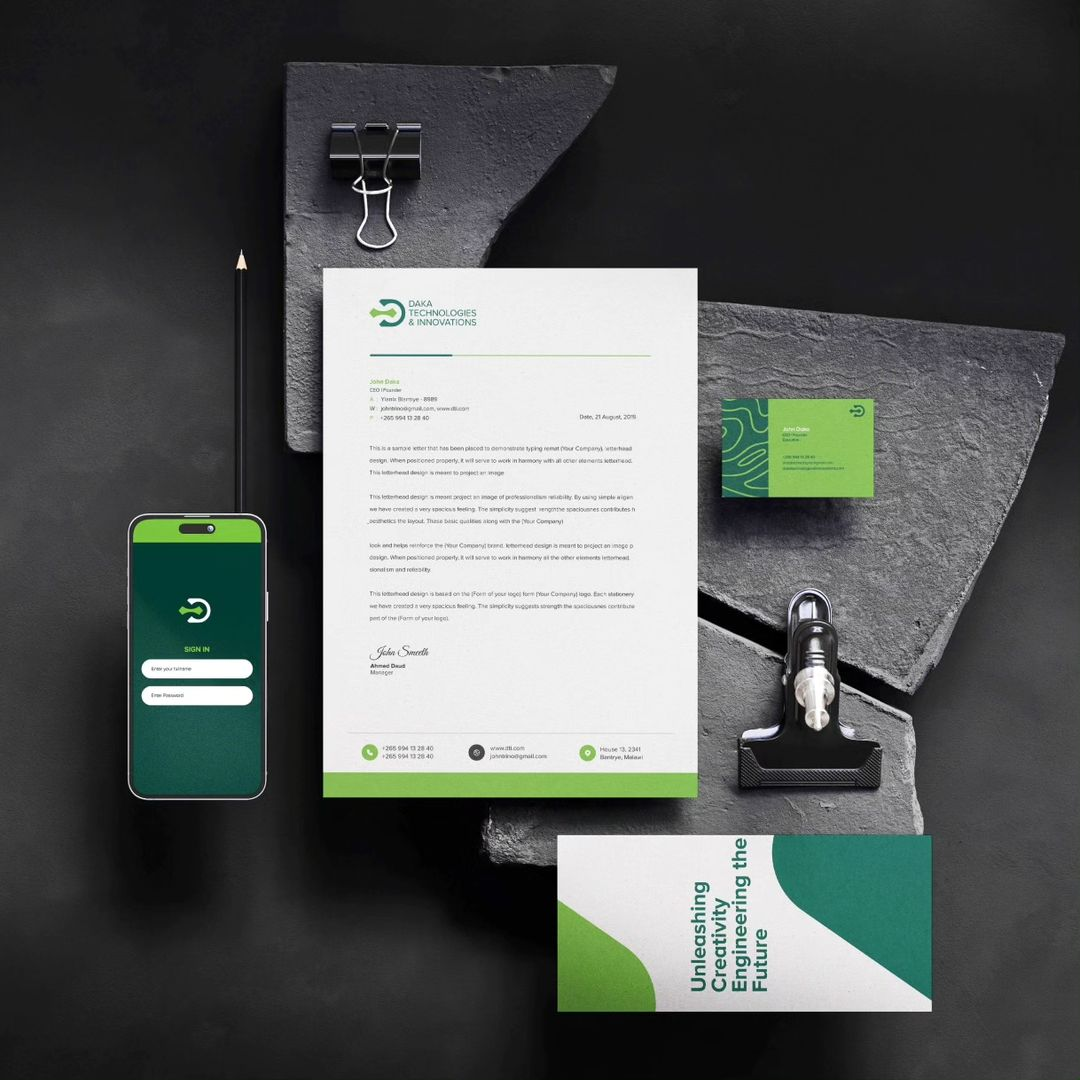 DAKA
TECHNOLOGIES
& INNOVATIONS
John Daka
CEO / Founder
A :
W : johntrino@gmail.com, www.dti.com
P : +265 994 13 28 40
Date, 21 August, 2019
This is a sample letter that has been placed to demonstrate typing remat (Your Company), letterhead
design. When positioned properly, it will serve to work in harmony with all other elements letterhead.
This letterhead design is meant to project an image
This letterhead design is meant project an image of professionalism reliability. By using simple aligen
we have created a very spacious feeling. The simplicity suggest rengththe spaciousnes contributes h
aesthetics the layout. These basic qualities along with the (Your Company)
look and helps reinforce the (Your Company) brand. letterhead design is meant to project an image p
design. When positioned properly, it will serve to work in harmony all the other elements letterhead.
sionalism and reliability.
This letterhead design is based on the (Form of your logo) form (Your Company) logo. Each stationery
we have created a very spacious feeling. The simplicity suggests strength the spaciousnes contribute
part of the (Form of your logo).
John Smeeth
Ahmed Daud
Manager
+265 994 13 28 40
+265 994 13 28 40
www.dti.com
johntrino@gmail.com
House 13, 2341
Bantrye, Malawi
John Daka
CEO / Founder
Executive
+265 994 13 28 40
SIGN IN
Enter your fullname
Enter Password
Unleashing
Creativity
Engineering the
Future